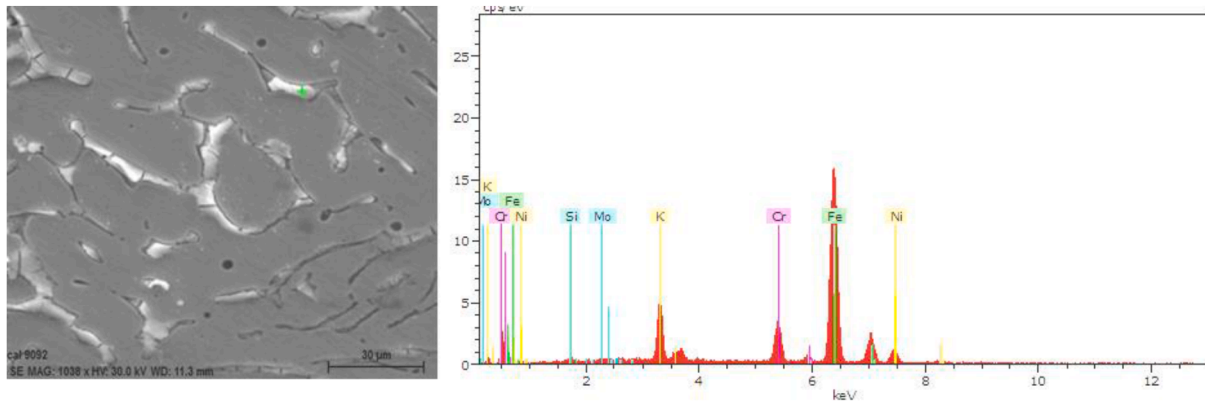 cal 9092
SE MAG: 1038 x HV: 30.0 kV WD: 11.3 mm
30 µm
cps/eV
25
20
15
10
5
0
K
Mo
Fe
Cr
Ni
Si
Mo
K
Cr
Fe
Ni
2
4
6
8
10
12
keV